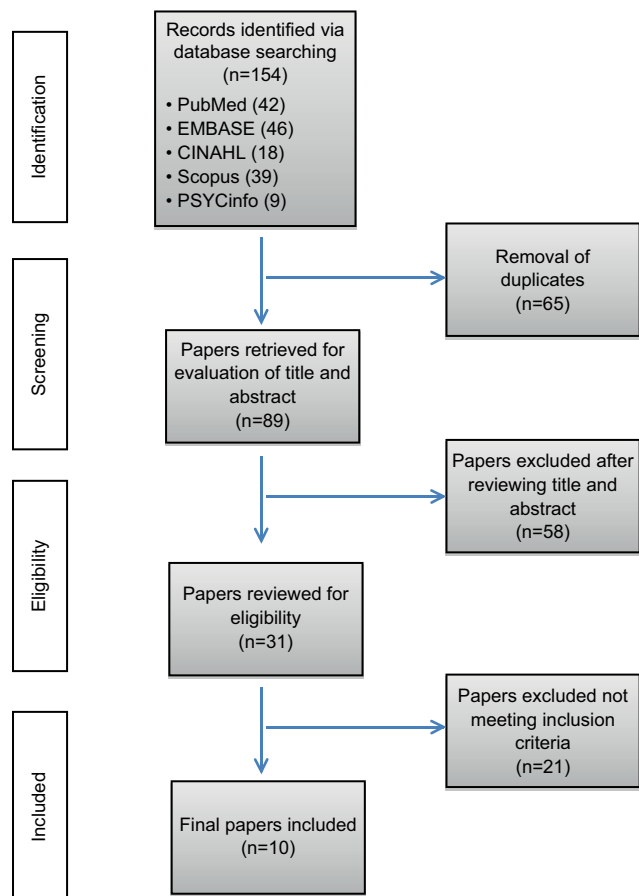 Identification
Records identified via
database searching
(n=154)
• PubMed (42)
• EMBASE (46)
• CINAHL (18)
• Scopus (39)
• PSYCinfo (9)
Removal of
duplicates
(n=65)
Screening
Papers retrieved for
evaluation of title and
abstract
(n=89)
Papers excluded after
reviewing title and
abstract
(n=58)
Eligibility
Papers reviewed for
eligibility
(n=31)
Papers excluded not
meeting inclusion
criteria
(n=21)
Included
Final papers included
(n=10)